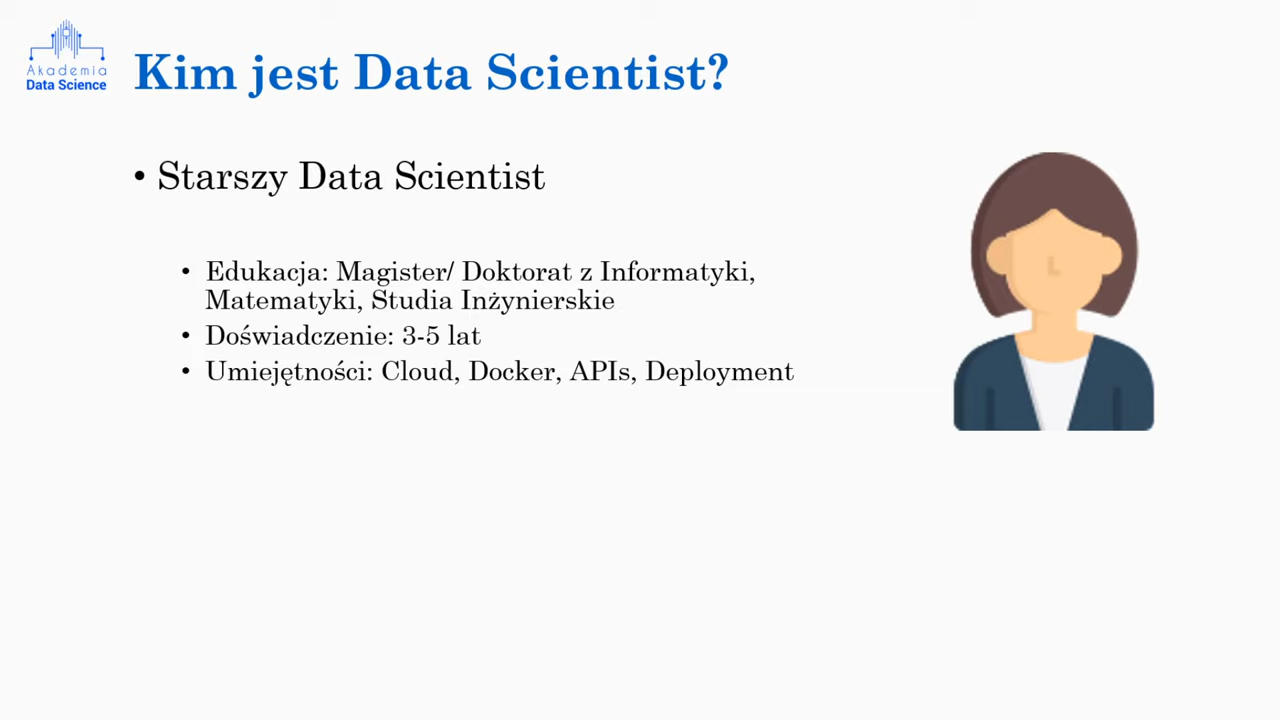 Akademia
Data Science
Kim jest Data Scientist?
• Starszy Data Scientist
• Edukacja: Magister/ Doktorat z Informatyki,
Matematyki, Studia Inżynierskie
• Doświadczenie: 3-5 lat
• Umiejętności: Cloud, Docker, APIs, Deployment